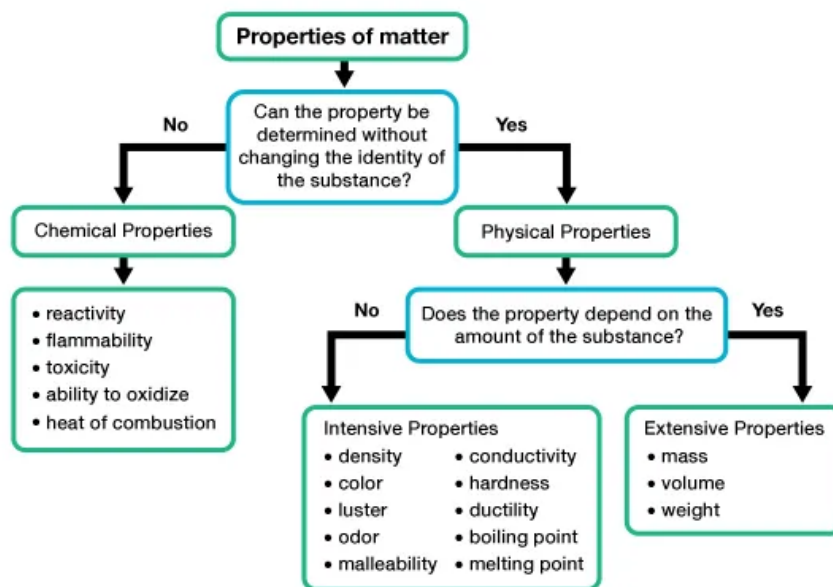 Properties of matter
Can the property be
determined without
changing the identity of
the substance?
No
Yes
Chemical Properties
Physical Properties
• reactivity
• flammability
• toxicity
• ability to oxidize
• heat of combustion
Does the property depend on the
amount of the substance?
No
Yes
Intensive Properties
• density
• color
• luster
• odor
• malleability
• conductivity
• hardness
• ductility
• boiling point
• melting point
Extensive Properties
• mass
• volume
• weight